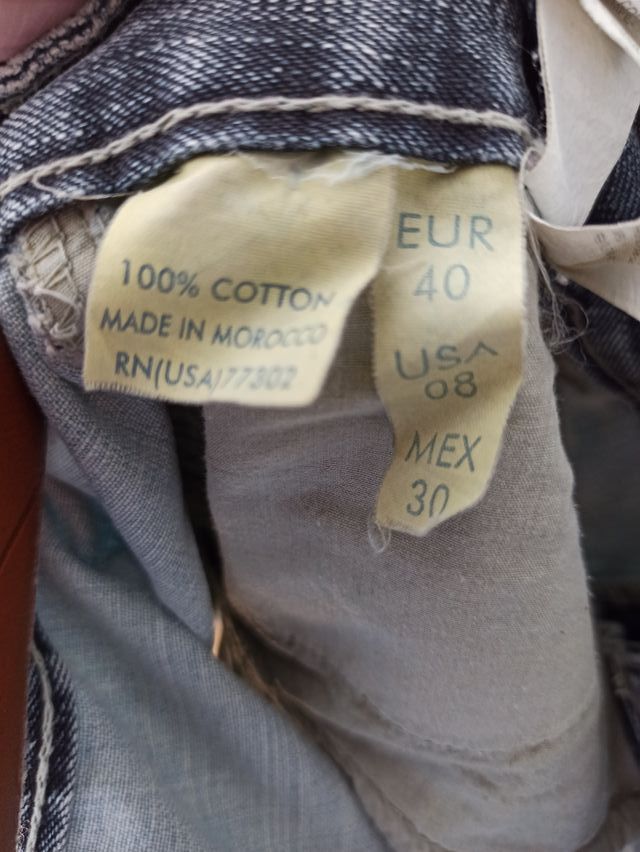 100% COTTON
MADE IN MOROCCO
RN(USA)77302
EUR
40
USA
08
MEX
30